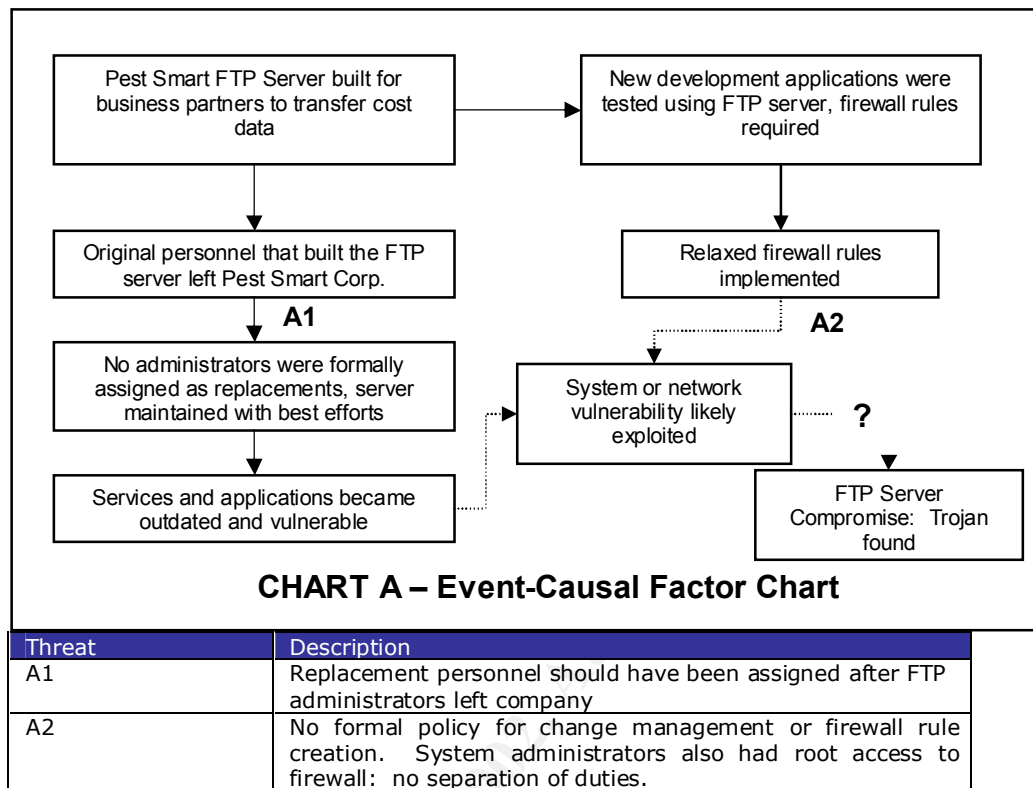 Pest Smart FTP Server built for
business partners to transfer cost
data
New development applications were
tested using FTP server, firewall rules
required
Original personnel that built the FTP
server left Pest Smart Corp.
Relaxed firewall rules
implemented
A1
A2
No administrators were formally
assigned as replacements, server
maintained with best efforts
System or network
vulnerability likely
exploited
?
Services and applications became
outdated and vulnerable
FTP Server
Compromise: Trojan
found
CHART A – Event-Causal Factor Chart
Threat Description
A1 Replacement personnel should have been assigned after FTP
administrators left company
A2 No formal policy for change management or firewall rule
creation. System administrators also had root access to
firewall: no separation of duties.